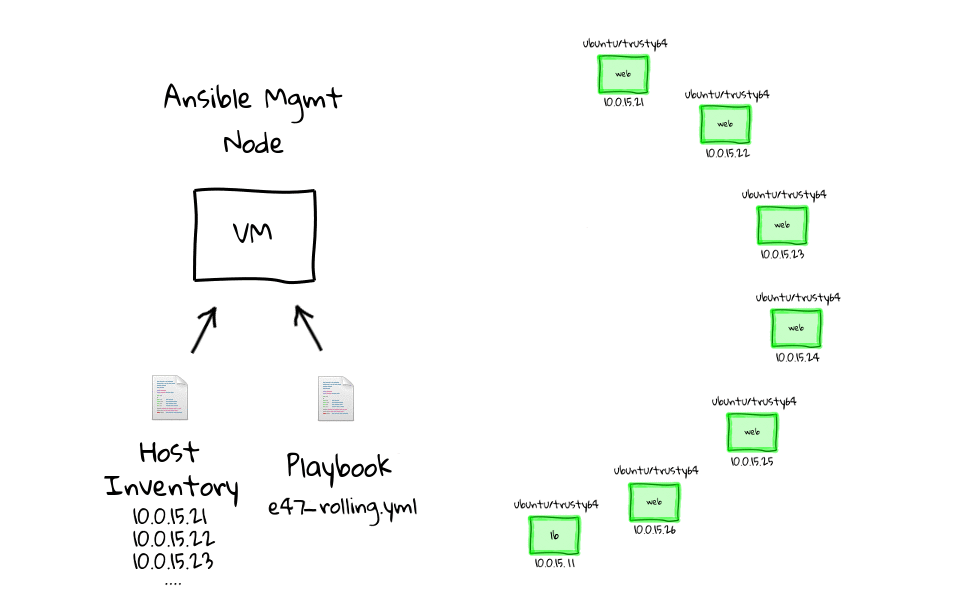 Ansible Mgmt
Node
VM
Host
Inventory
10.0.15.21
10.0.15.22
10.0.15.23
....
Playbook
e47_rolling.yml
ubuntu/trusty64
web
10.0.15.21
ubuntu/trusty64
web
10.0.15.22
ubuntu/trusty64
web
10.0.15.23
ubuntu/trusty64
web
10.0.15.24
ubuntu/trusty64
web
10.0.15.25
ubuntu/trusty64
web
10.0.15.26
ubuntu/trusty64
lb
10.0.15.11